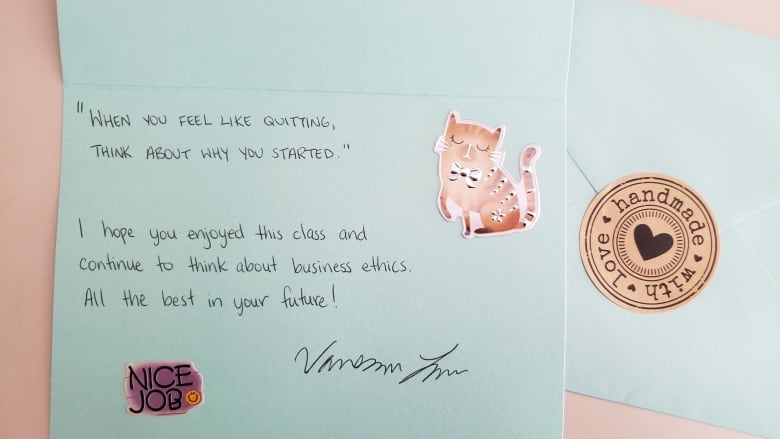 "WHEN YOU FEEL LIKE QUITTING,
THINK ABOUT WHY YOU STARTED."
I hope you enjoyed this class and
continue to think about business ethics.
All the best in your future!
Vanessa
NICE
JOB
handmade
with
love